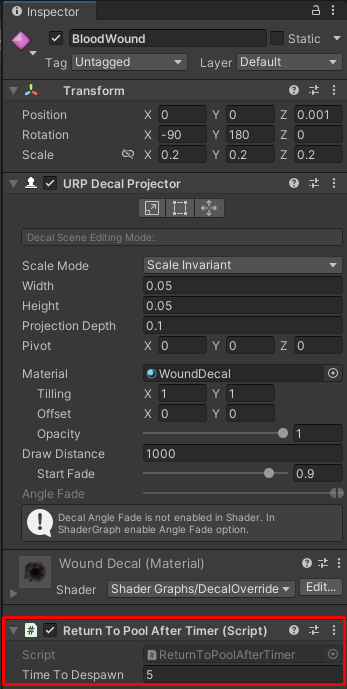 Inspector
BloodWound Static
Tag Untagged Layer Default
Transform
Position X 0 Y 0 Z 0.001
Rotation X -90 Y 180 Z 0
Scale X 0.2 Y 0.2 Z 0.2
URP Decal Projector
Decal Scene Editing Mode:
Scale Mode Scale Invariant
Width 0.05
Height 0.05
Projection Depth 0.1
Pivot X 0 Y 0 Z 0
Material WoundDecal
Tilling X 1 Y 1
Offset X 0 Y 0
Opacity 1
Draw Distance 1000
Start Fade 0.9
Angle Fade
Decal Angle Fade is not enabled in Shader. In
ShaderGraph enable Angle Fade option.
Wound Decal (Material)
Shader Shader Graphs/DecalOverride Edit...
# Return To Pool After Timer (Script)
Script # ReturnToPoolAfterTimer
Time To Despawn 5